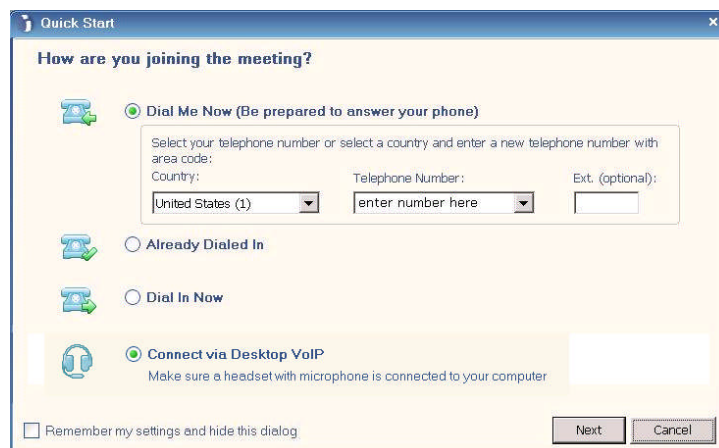 Quick Start
How are you joining the meeting?
Dial Me Now (Be prepared to answer your phone)
Select your telephone number or select a country and enter a new telephone number with
area code:
Country: Telephone Number: Ext. (optional):
United States (1) enter number here
Already Dialed In
Dial In Now
Connect via Desktop VoIP
Make sure a headset with microphone is connected to your computer
Remember my settings and hide this dialog Next Cancel